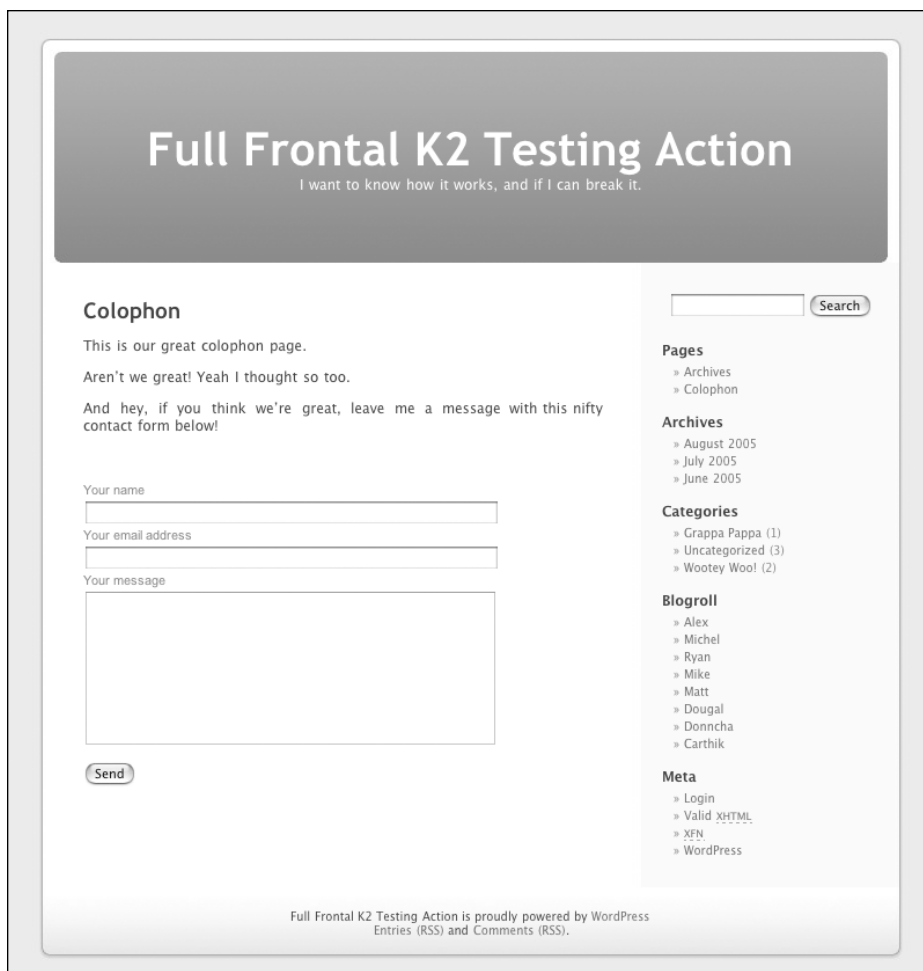 Full Frontal K2 Testing Action
I want to know how it works, and if I can break it.
Colophon
This is our great colophon page.
Aren't we great! Yeah I thought so too.
And hey, if you think we're great, leave me a message with this nifty
contact form below!
Your name
Your email address
Your message
Send
Search
Pages
» Archives
» Colophon
Archives
» August 2005
» July 2005
» June 2005
Categories
» Grappa Pappa (1)
» Uncategorized (3)
» Wootey Woo! (2)
Blogroll
» Alex
» Michel
» Ryan
» Mike
» Matt
» Dougal
» Donncha
» Carthik
Meta
» Login
» Valid XHTML
» XFN
» WordPress
Full Frontal K2 Testing Action is proudly powered by WordPress
Entries (RSS) and Comments (RSS).